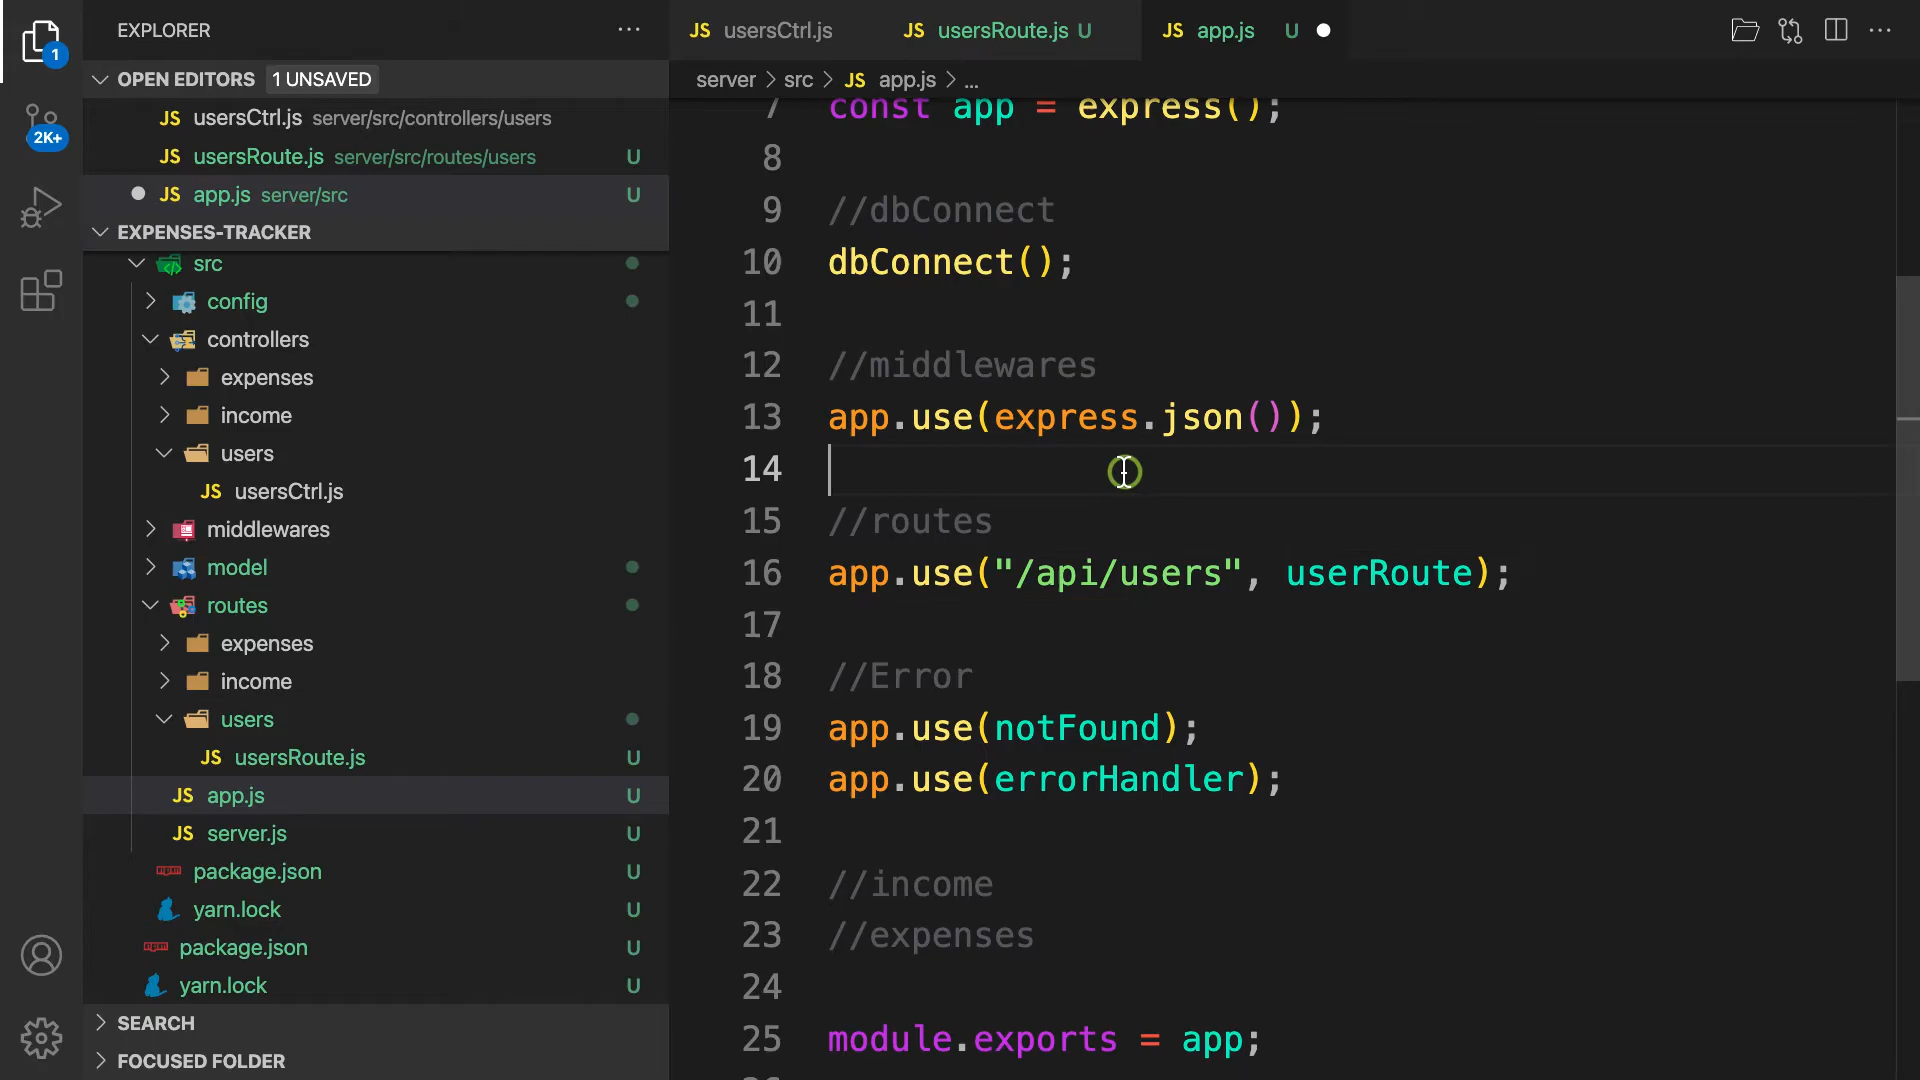 1
2K+
EXPLORER
OPEN EDITORS 1 UNSAVED
JS usersCtrl.js server/src/controllers/users
JS usersRoute.js server/src/routes/users U
JS app.js server/src U
EXPENSES-TRACKER
src
config
controllers
expenses
income
users
JS usersCtrl.js
middlewares
model
routes
expenses
income
users
JS usersRoute.js U
JS app.js U
JS server.js U
package.json U
yarn.lock U
package.json U
yarn.lock U
SEARCH
FOCUSED FOLDER
JS usersCtrl.js JS usersRoute.js U JS app.js U
server > src > JS app.js > ...
7 const app = express();
8
9 //dbConnect
10 dbConnect();
11
12 //middlewares
13 app.use(express.json());
14
15 //routes
16 app.use("/api/users", userRoute);
17
18 //Error
19 app.use(notFound);
20 app.use(errorHandler);
21
22 //income
23 //expenses
24
25 module.exports = app;